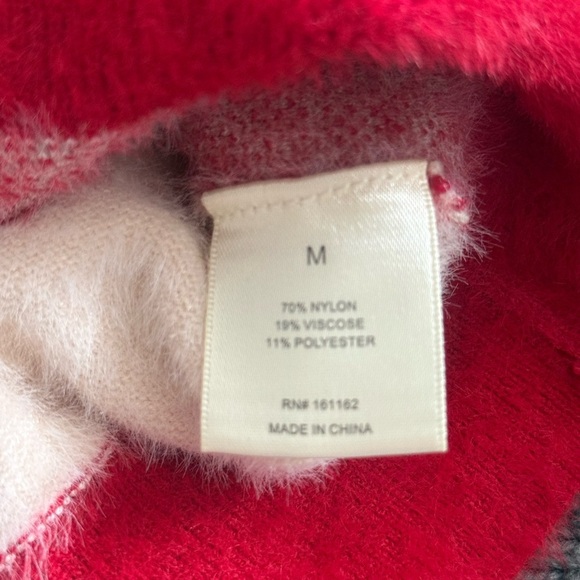 M
70% NYLON
19% VISCOSE
11% POLYESTER
RN# 161162
MADE IN CHINA